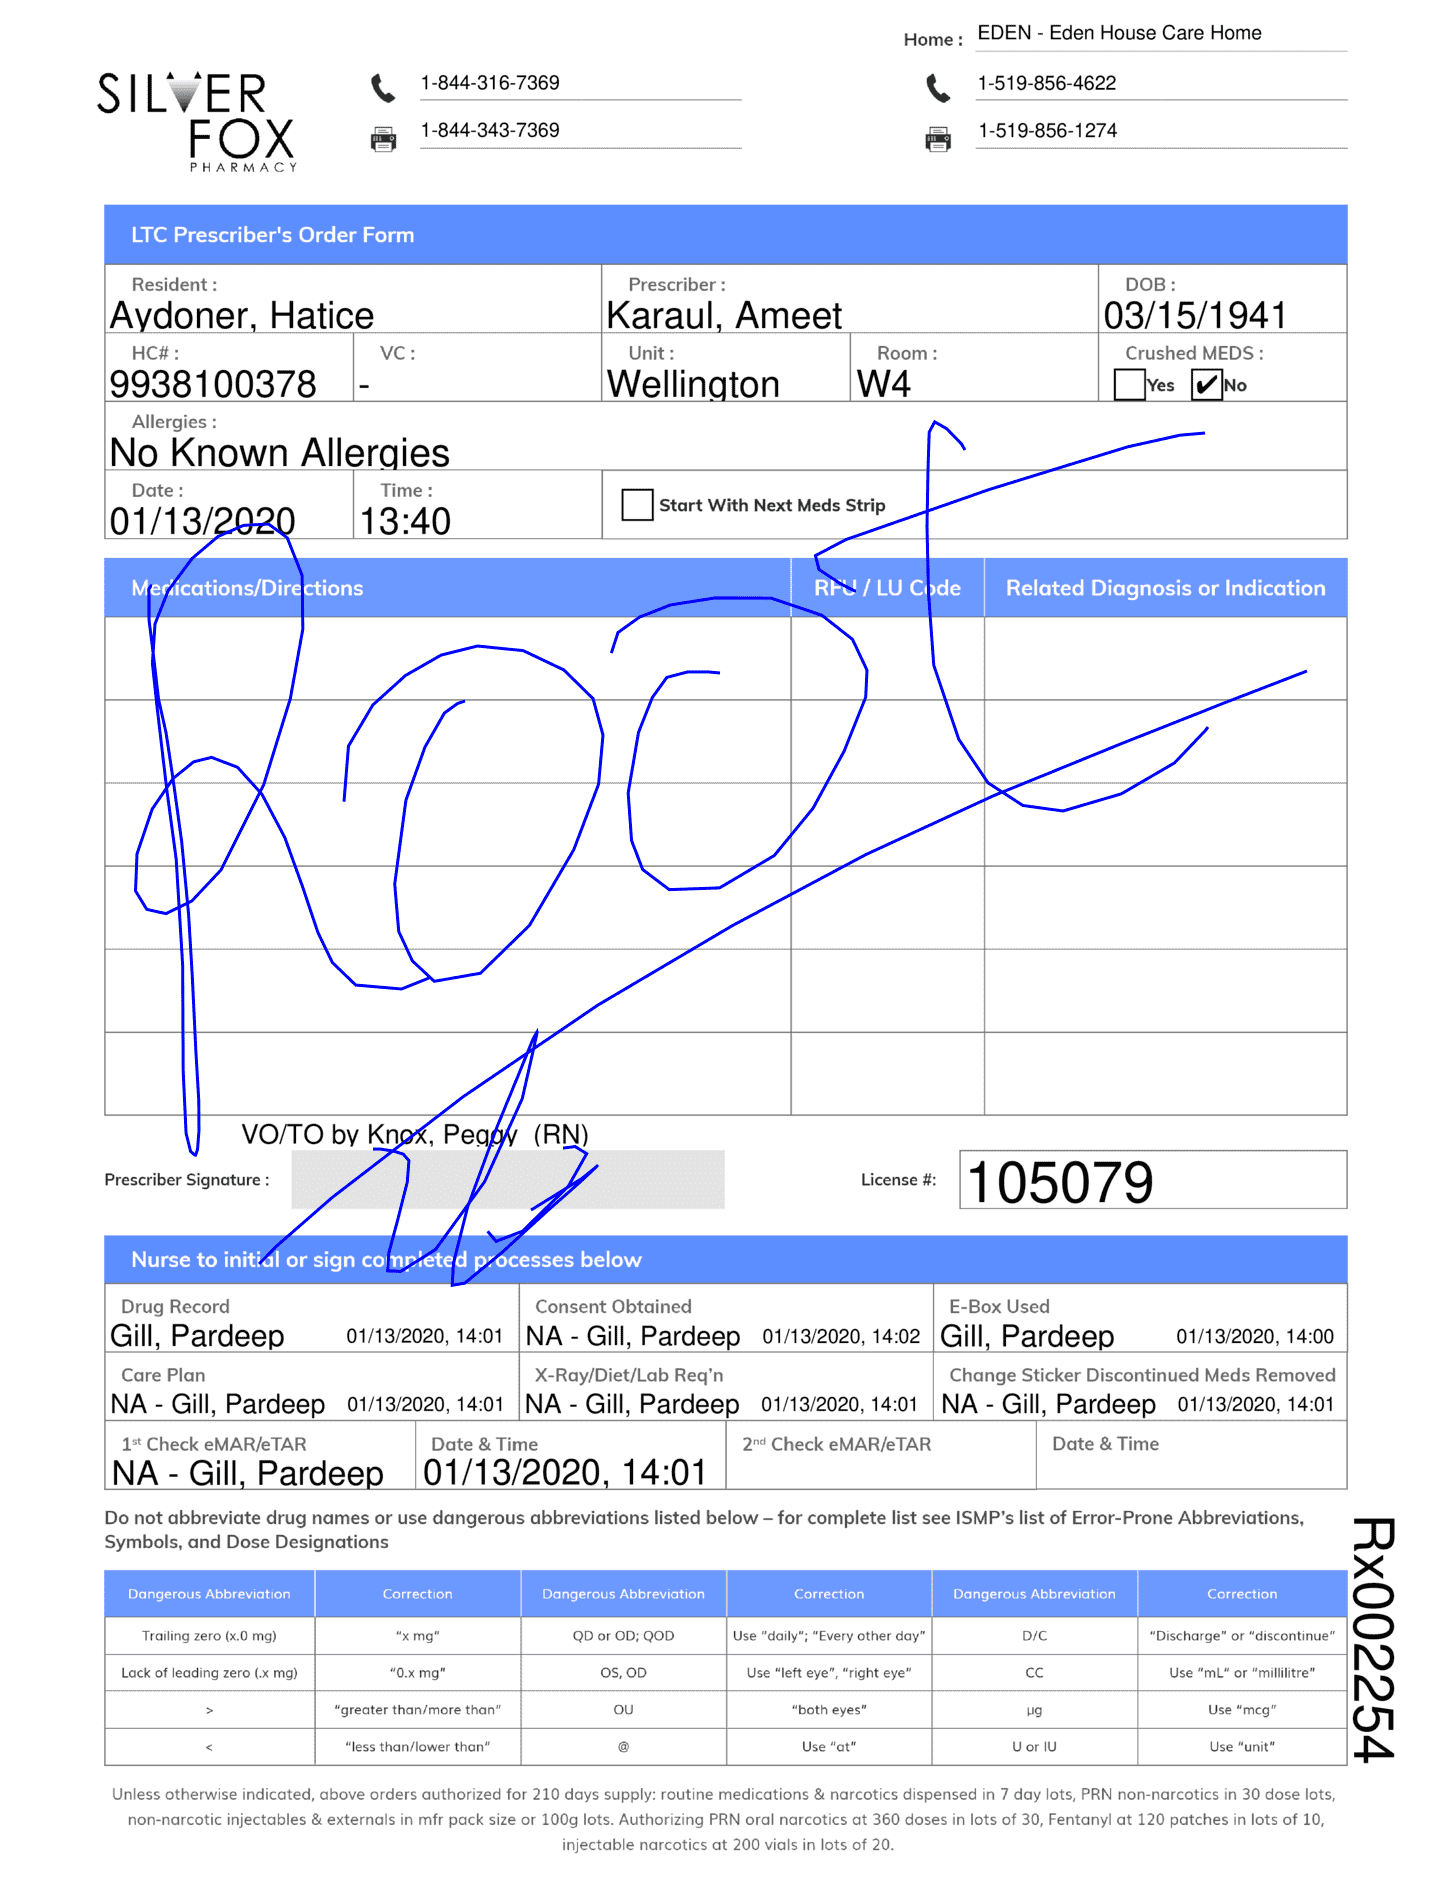 Home : EDEN - Eden House Care Home
SILVER FOX PHARMACY
1-844-316-7369 1-519-856-4622
1-844-343-7369 1-519-856-1274
LTC Prescriber's Order Form
Resident : Prescriber : DOB :
Aydoner, Hatice Karaul, Ameet 03/15/1941
HC# : VC : Unit : Room : Crushed MEDS :
9938100378 - Wellington W4 Yes ✔ No
Allergies :
No Known Allergies
Date : Time :
01/13/2020 13:40 Start With Next Meds Strip
Medications/Directions RFU / LU Code Related Diagnosis or Indication
VO/TO by Knox, Peggy (RN)
Prescriber Signature : License #: 105079
Nurse to initial or sign completed processes below
Drug Record Consent Obtained E-Box Used
Gill, Pardeep 01/13/2020, 14:01 NA - Gill, Pardeep 01/13/2020, 14:02 Gill, Pardeep 01/13/2020, 14:00
Care Plan X-Ray/Diet/Lab Req'n Change Sticker Discontinued Meds Removed
NA - Gill, Pardeep 01/13/2020, 14:01 NA - Gill, Pardeep 01/13/2020, 14:01 NA - Gill, Pardeep 01/13/2020, 14:01
1st Check eMAR/eTAR Date & Time 2nd Check eMAR/eTAR Date & Time
NA - Gill, Pardeep 01/13/2020, 14:01
Do not abbreviate drug names or use dangerous abbreviations listed below – for complete list see ISMP's list of Error-Prone Abbreviations,
Symbols, and Dose Designations
Dangerous Abbreviation Correction Dangerous Abbreviation Correction Dangerous Abbreviation Correction
Trailing zero (x.0 mg) "x mg" QD or OD; QOD Use "daily"; "Every other day" D/C "Discharge" or "discontinue"
Lack of leading zero (.x mg) "0.x mg" OS, OD Use "left eye", "right eye" CC Use "mL" or "millilitre"
> "greater than/more than" OU "both eyes" µg Use "mcg"
< "less than/lower than" @ Use "at" U or IU Use "unit"
Rx002254
Unless otherwise indicated, above orders authorized for 210 days supply: routine medications & narcotics dispensed in 7 day lots, PRN non-narcotics in 30 dose lots,
non-narcotic injectables & externals in mfr pack size or 100g lots. Authorizing PRN oral narcotics at 360 doses in lots of 30, Fentanyl at 120 patches in lots of 10,
injectable narcotics at 200 vials in lots of 20.